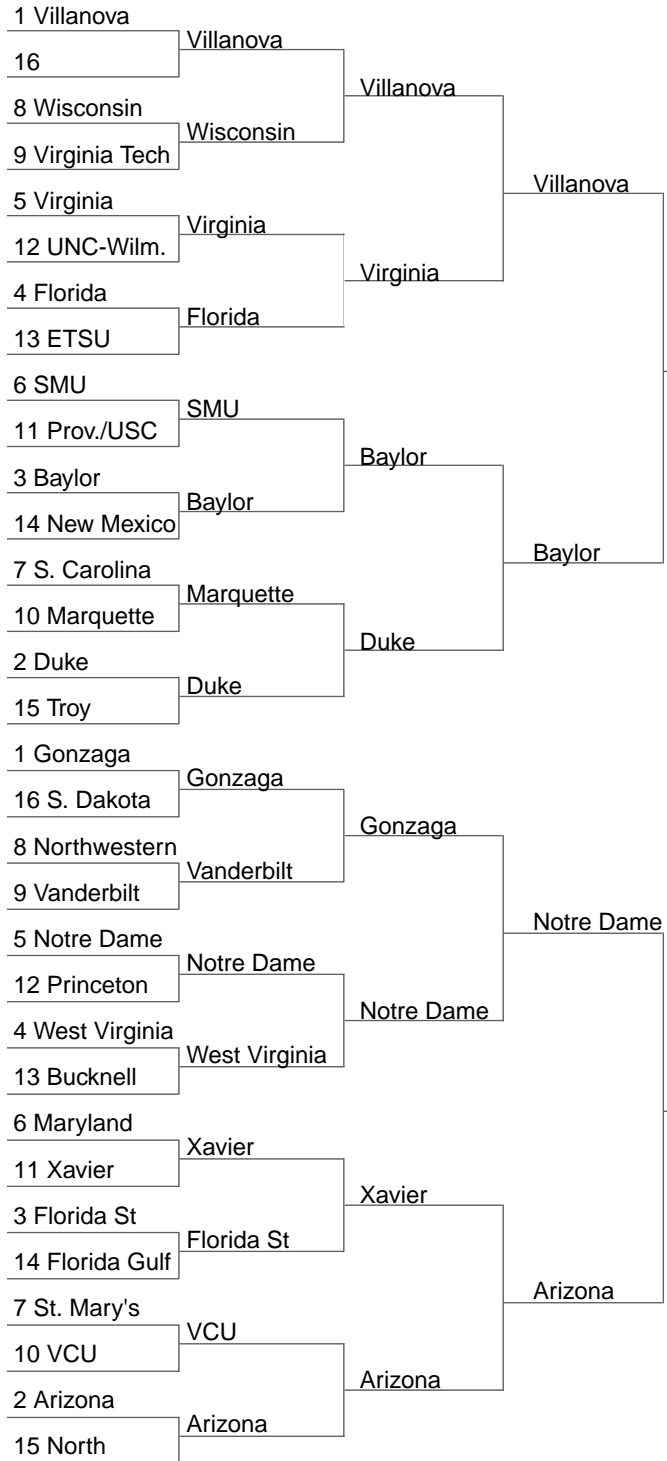 1 Villanova
Villanova
16
Villanova
8 Wisconsin
Wisconsin
9 Virginia Tech
Villanova
5 Virginia
Virginia
12 UNC-Wilm.
Virginia
4 Florida
Florida
13 ETSU
6 SMU
SMU
11 Prov./USC
Baylor
3 Baylor
Baylor
14 New Mexico
Baylor
7 S. Carolina
Marquette
10 Marquette
Duke
2 Duke
Duke
15 Troy
1 Gonzaga
Gonzaga
16 S. Dakota
Gonzaga
8 Northwestern
Vanderbilt
9 Vanderbilt
Notre Dame
5 Notre Dame
Notre Dame
12 Princeton
Notre Dame
4 West Virginia
West Virginia
13 Bucknell
6 Maryland
Xavier
11 Xavier
Xavier
3 Florida St
Florida St
14 Florida Gulf
Arizona
7 St. Mary's
VCU
10 VCU
Arizona
2 Arizona
Arizona
15 North